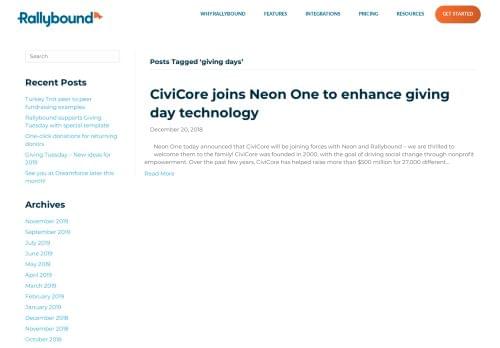 Rallybound
WHY RALLYBOUND
FEATURES
INTEGRATIONS
PRICING
RESOURCES
GET STARTED
Search
Recent Posts
Turkey Trot peer to peer
fundraising examples
Rallybound supports Giving
Tuesday with special template
One-click donations for returning
donors
Giving Tuesday – New ideas for
2019
See you at Dreamforce later this
month!
Archives
November 2019
September 2019
July 2019
June 2019
May 2019
April 2019
March 2019
February 2019
January 2019
December 2018
November 2018
October 2018
Posts Tagged ‘giving days’
CiviCore joins Neon One to enhance giving
day technology
December 20, 2018
Neon One today announced that CiviCore will be joining forces with Neon and Rallybound – we are thrilled to
welcome them to the family! CiviCore was founded in 2000, with the goal of driving social change through nonprofit
empowerment. Over the past few years, CiviCore has helped raise more than $500 million for 27,000 different...
Read More